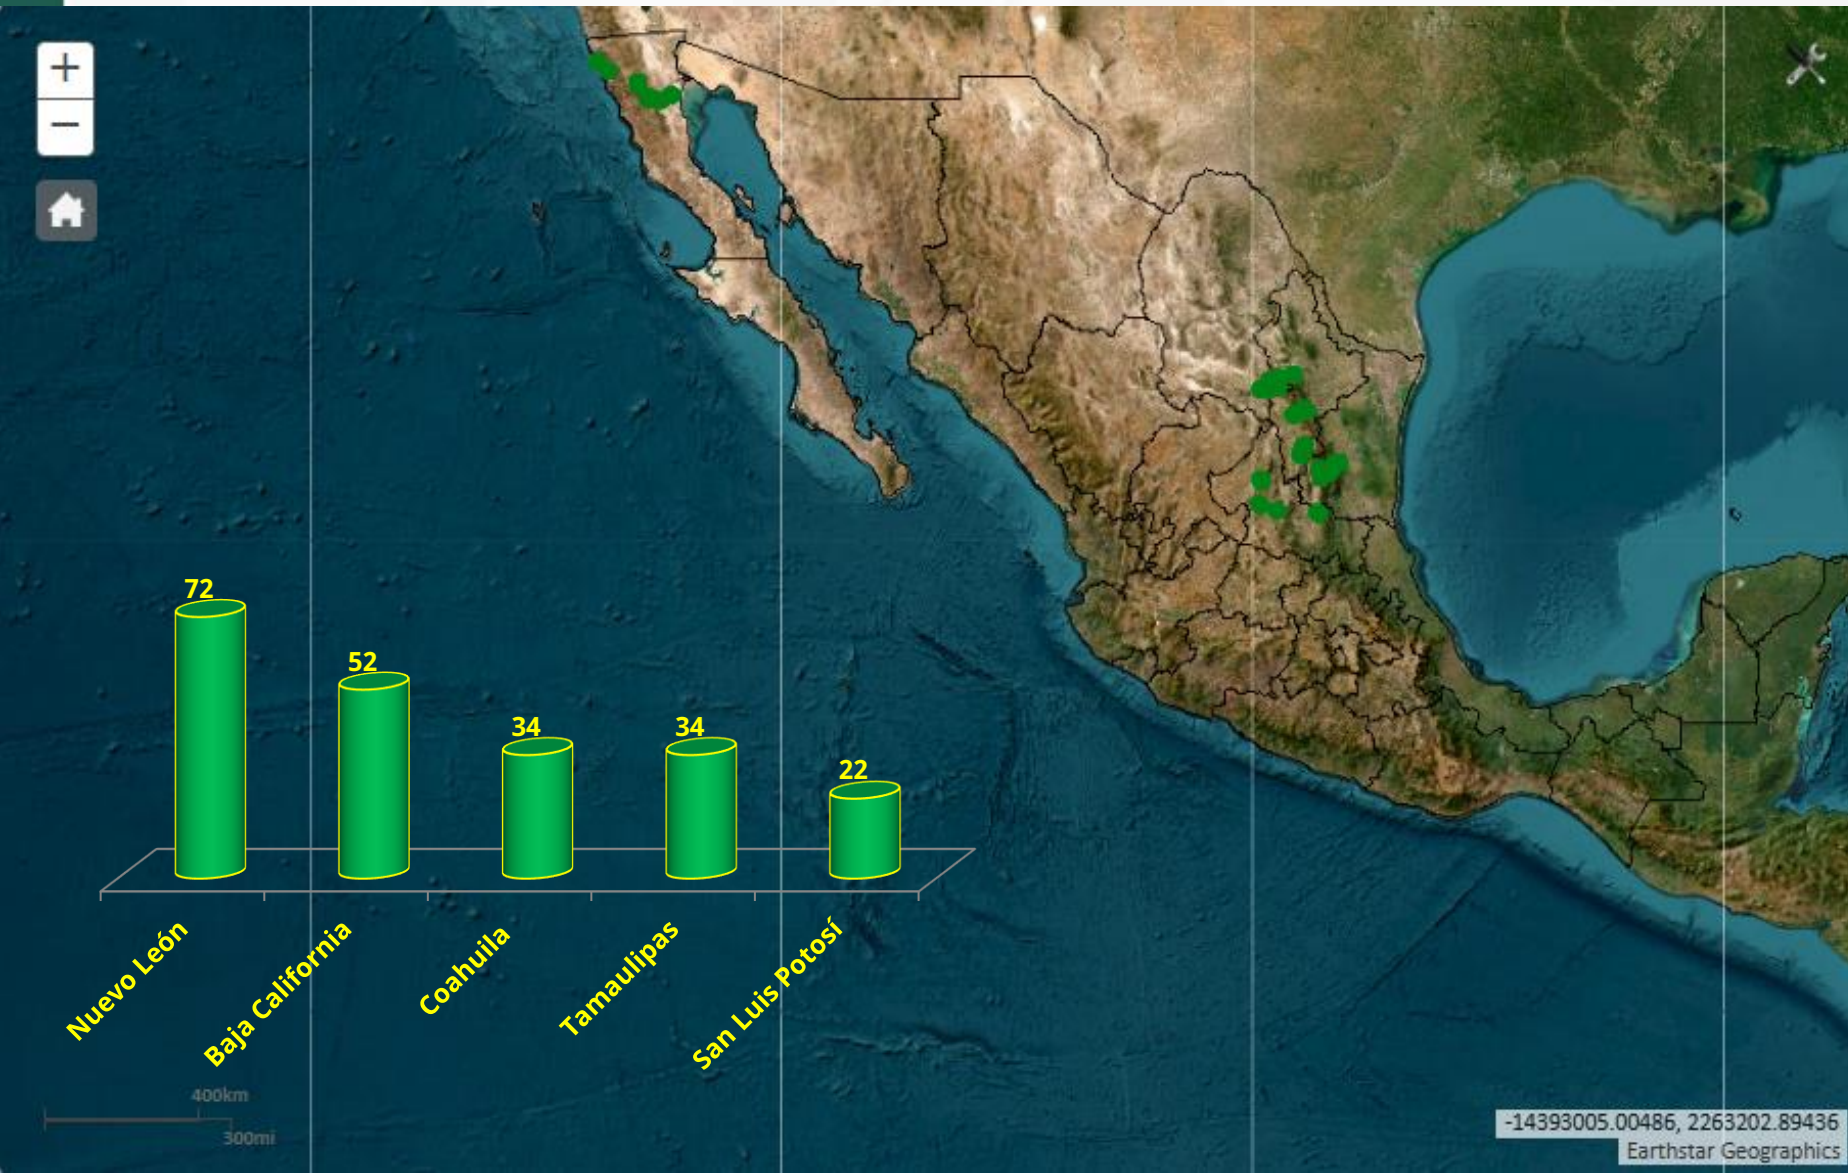 +
−
72
52
34
34
22
Nuevo León
Baja California
Coahuila
Tamaulipas
San Luis Potosí
400km
300mi
-14393005.00486, 2263202.89436
Earthstar Geographics